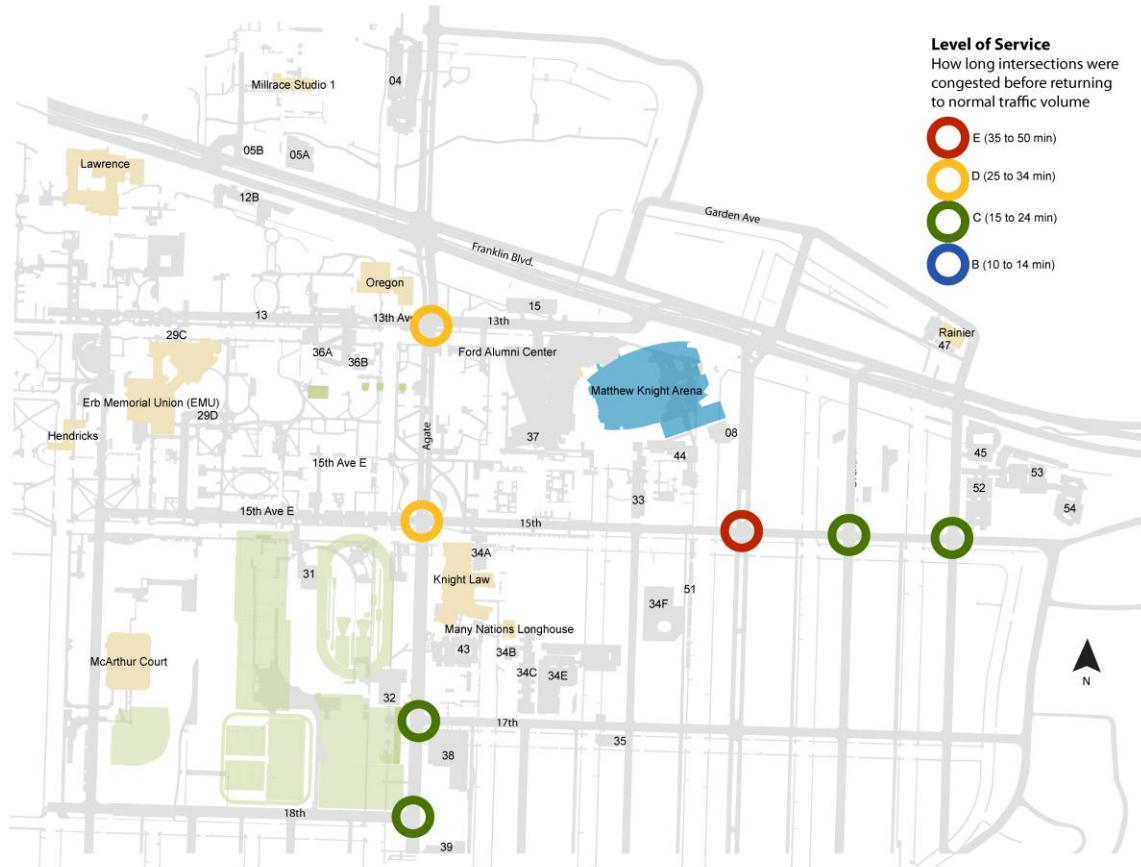 Level of Service
How long intersections were
congested before returning
to normal traffic volume
E (35 to 50 min)
D (25 to 34 min)
C (15 to 24 min)
B (10 to 14 min)
04
Millrace Studio 1
05B
05A
Lawrence
12B
Garden Ave
Franklin Blvd.
Oregon
15
13
13th Ave
13th
29C
Rainier
47
36A
36B
Ford Alumni Center
Matthew Knight Arena
Erb Memorial Union (EMU)
29D
Hendricks
Agate
37
08
44
45
53
15th Ave E
52
33
54
15th Ave E
15th
34A
31
Knight Law
51
34F
Many Nations Longhouse
43
34B
McArthur Court
34C
34E
N
32
17th
35
38
18th
39